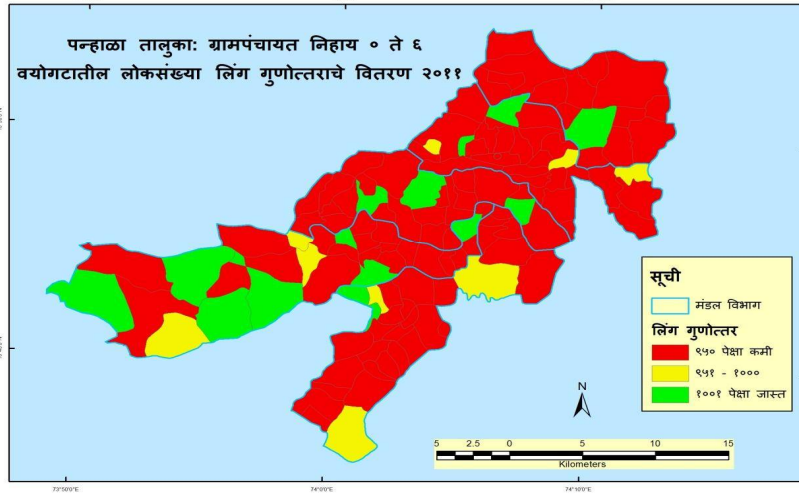 पन्हाळा तालुका: ग्रामपंचायत निहाय ० ते ६
वयोगटातील लोकसंख्या लिंग गुणोत्तराचे वितरण २०११
सूची
मंडल विभाग
लिंग गुणोत्तर
९५० पेक्षा कमी
९५१ - १०००
१००१ पेक्षा जास्त
N
5 2.5 0 5 10 15
Kilometers
73°50'0"E 74°0'0"E 74°10'0"E